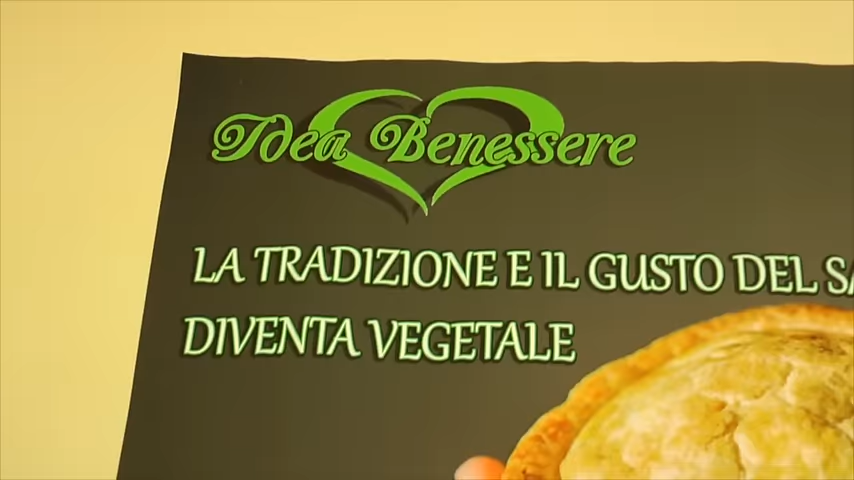 Idea Benessere
LA TRADIZIONE E IL GUSTO DEL
DIVENTA VEGETALE